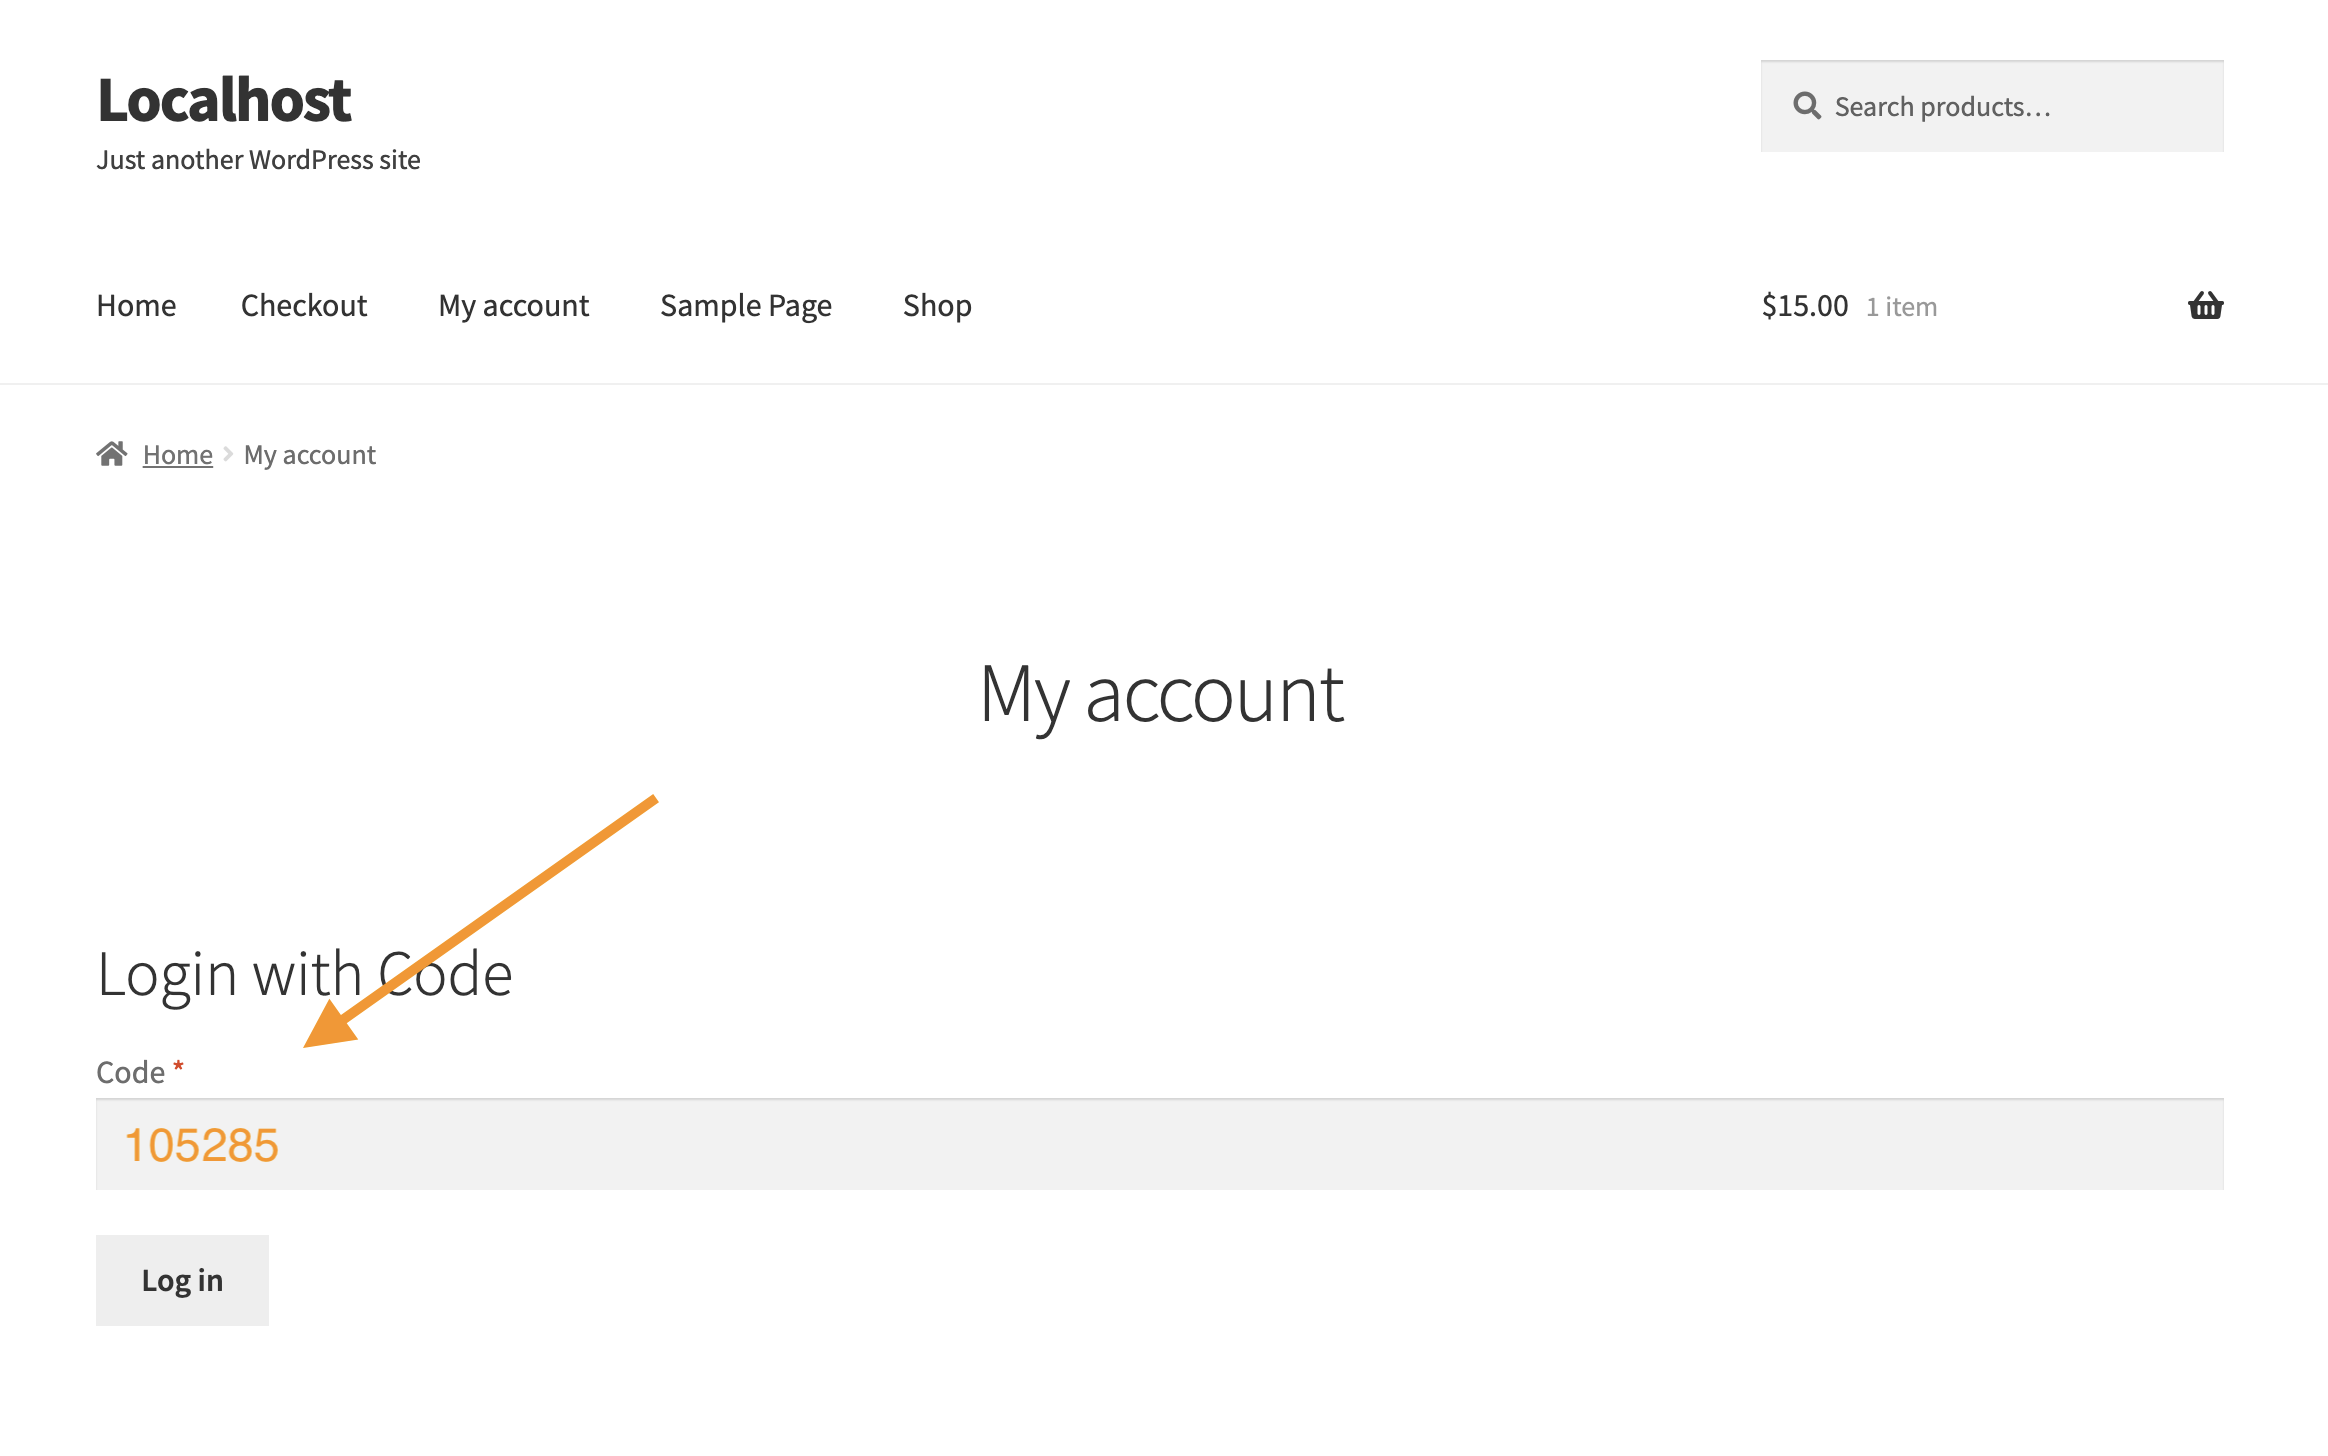 Localhost
Just another WordPress site
Search products…
Home Checkout My account Sample Page Shop $15.00 1 item
Home My account
My account
Login with Code
Code *
105285
Log in